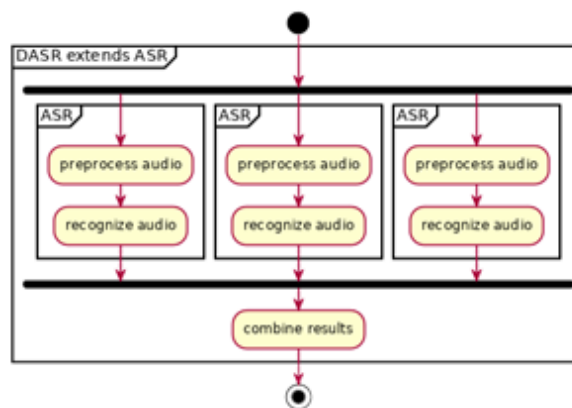 DASR extends ASR
ASR
ASR
ASR
preprocess audio
preprocess audio
preprocess audio
recognize audio
recognize audio
recognize audio
combine results